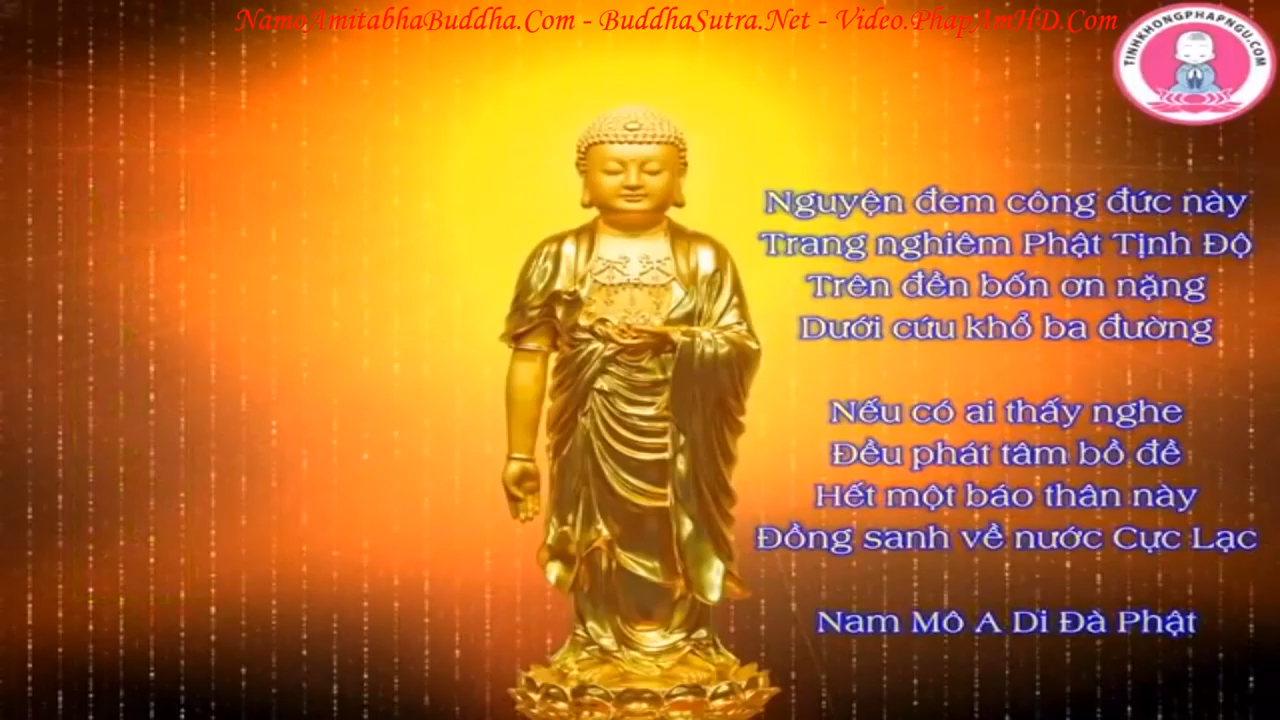 NamoAmitabhaBuddha.Com - BuddhaSutra.Net - Video.PhapAmHD.Com
TINHKHONGPHAPNGU.COM
Nguyện đem công đức này
Trang nghiêm Phật Tịnh Độ
Trên đền bốn ơn nặng
Dưới cứu khổ ba đường
Nếu có ai thấy nghe
Đều phát tâm bồ đề
Hết một báo thân này
Đồng sanh về nước Cực Lạc
Nam Mô A Di Đà Phật